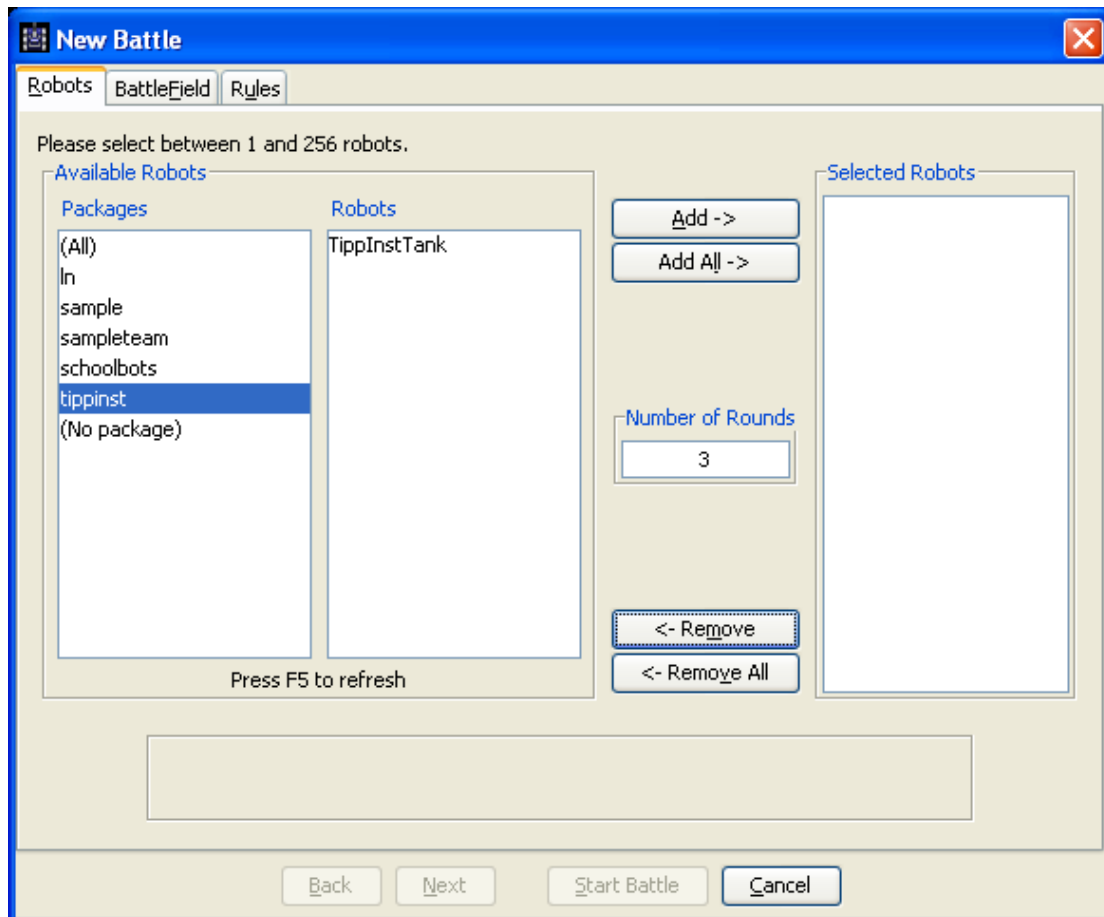 New Battle
Robots BattleField Rules
Please select between 1 and 256 robots.
Available Robots
Packages
(All)
ln
sample
sampleteam
schoolbots
tippinst
(No package)
Robots
TippInstTank
Press F5 to refresh
Add ->
Add All ->
Number of Rounds
3
<- Remove
<- Remove All
Selected Robots
Back Next Start Battle Cancel